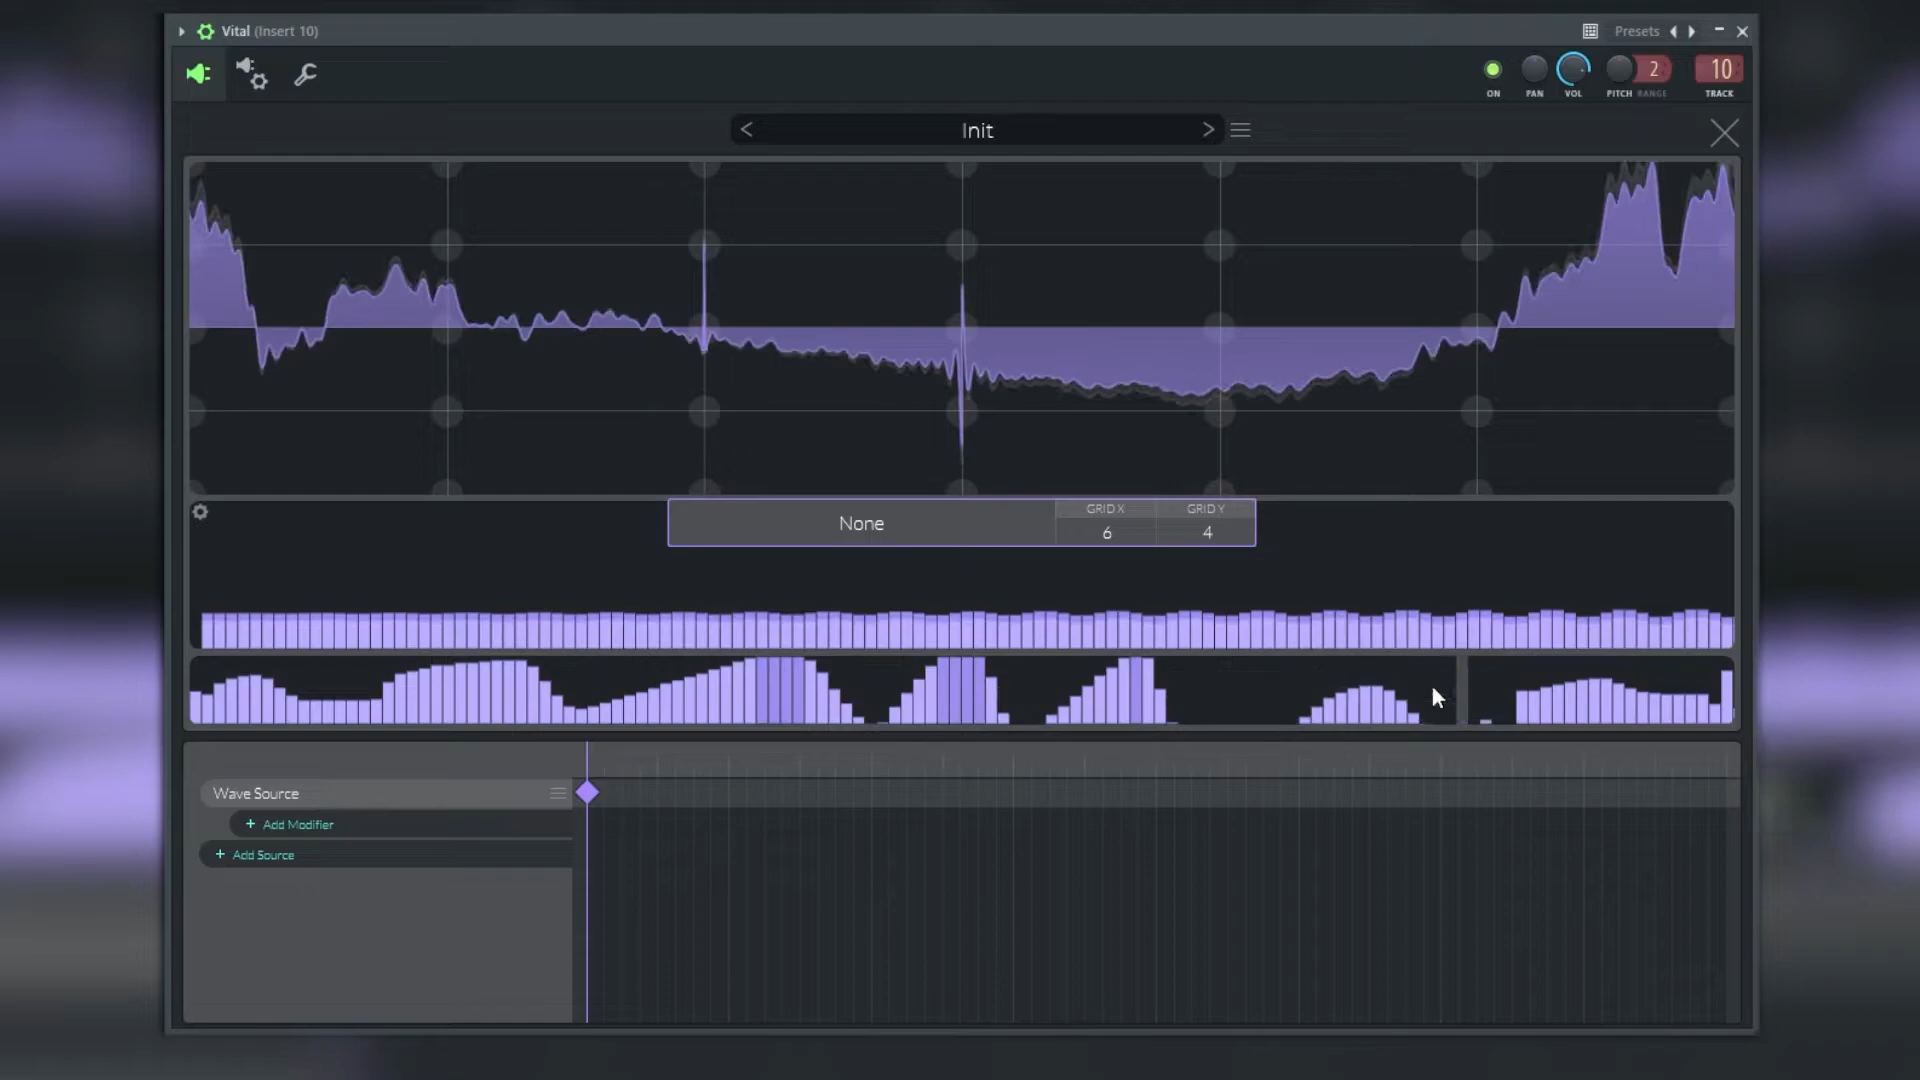 Vital (Insert 10)
Presets
2
10
ON
PAN
VOL
PITCH RANGE
TRACK
Init
None
GRID X
6
GRID Y
4
Wave Source
+ Add Modifier
+ Add Source